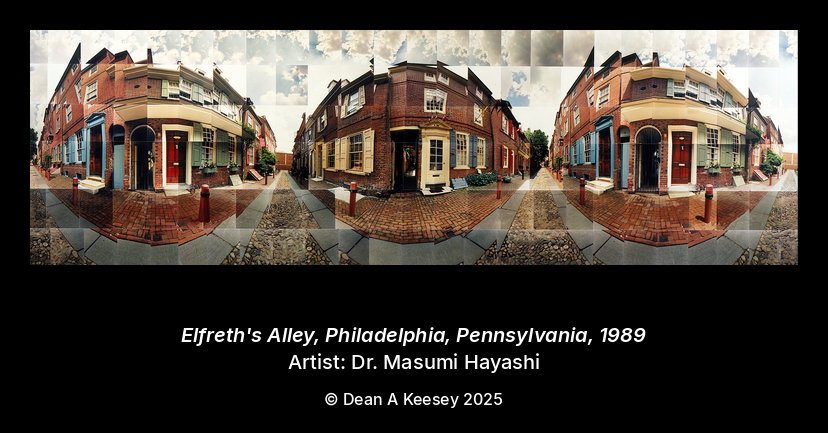 Elfreth's Alley, Philadelphia, Pennsylvania, 1989
Artist: Dr. Masumi Hayashi
© Dean A Keesey 2025